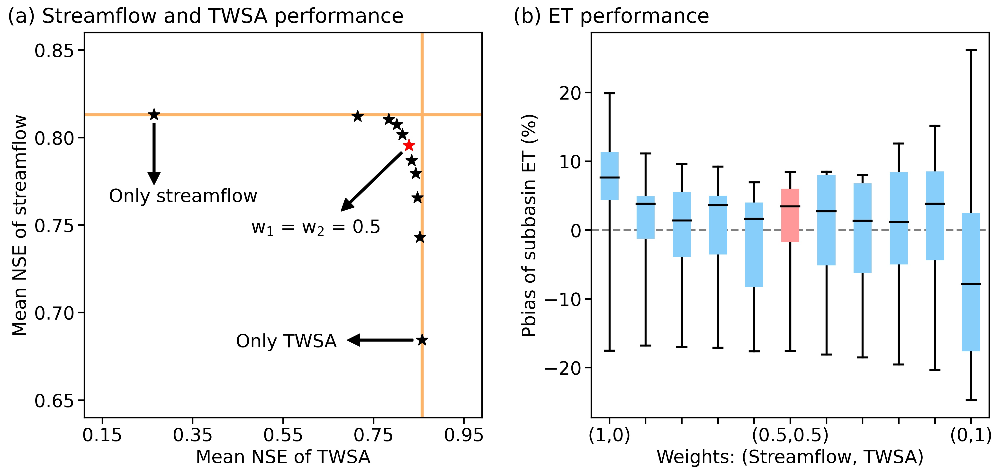 (a) Streamflow and TWSA performance
Mean NSE of streamflow
0.85
0.80
0.75
0.70
0.65
Only streamflow
w₁ = w₂ = 0.5
Only TWSA
0.15 0.35 0.55 0.75 0.95
Mean NSE of TWSA
(b) ET performance
Pbias of subbasin ET (%)
20
10
0
−10
−20
(1,0) (0.5,0.5) (0,1)
Weights: (Streamflow, TWSA)